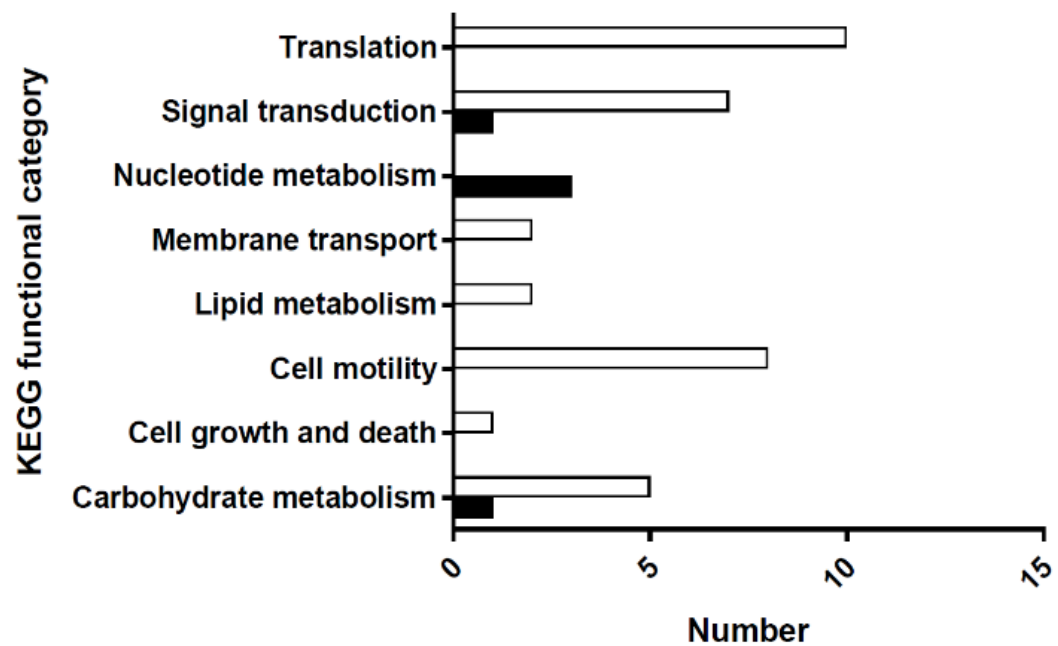 KEGG functional category
Translation
Signal transduction
Nucleotide metabolism
Membrane transport
Lipid metabolism
Cell motility
Cell growth and death
Carbohydrate metabolism
0 5 10 15
Number